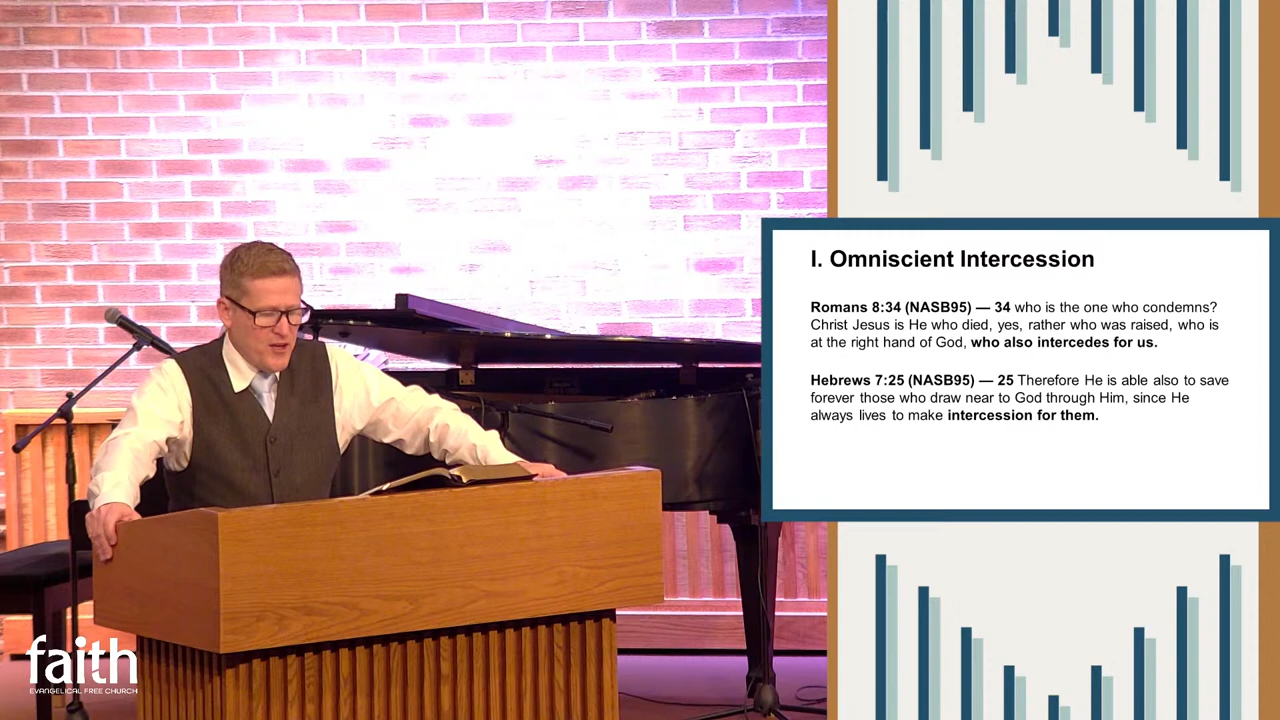 I. Omniscient Intercession
Romans 8:34 (NASB95) — 34 who is the one who condemns?
Christ Jesus is He who died, yes, rather who was raised, who is
at the right hand of God, who also intercedes for us.
Hebrews 7:25 (NASB95) — 25 Therefore He is able also to save
forever those who draw near to God through Him, since He
always lives to make intercession for them.
faith
EVANGELICAL FREE CHURCH